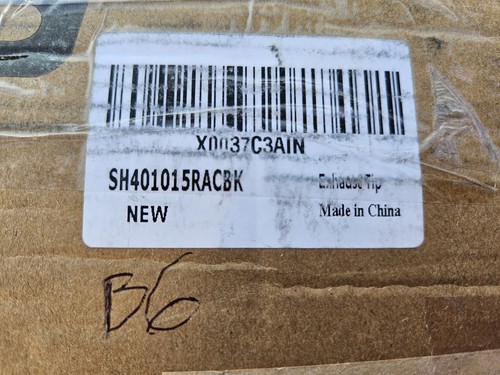 X0037C3AIN
SH401015RACBK
Exhaust Tip
NEW
Made in China
B6